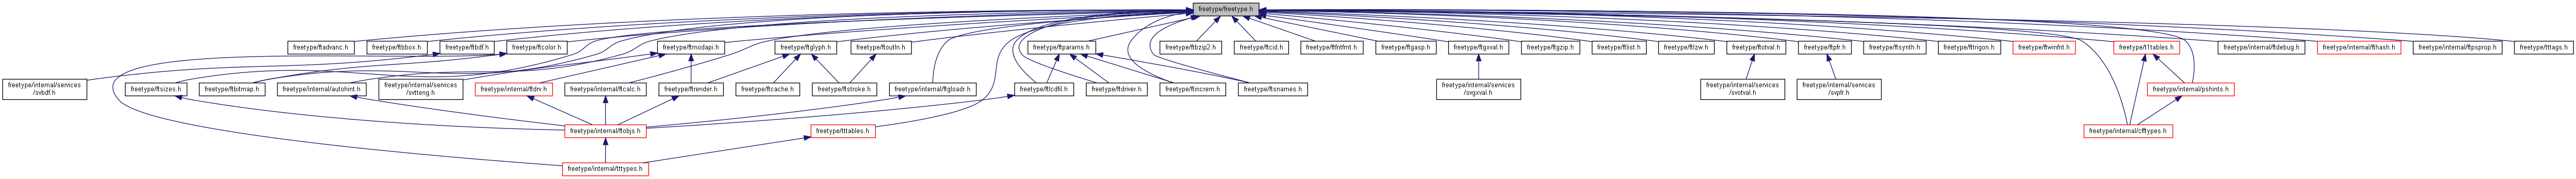 freetype/freetype.h
freetype/ftadvanc.h
freetype/ftbbox.h
freetype/ftbdf.h
freetype/ftcolor.h
freetype/ftmodapi.h
freetype/ftglyph.h
freetype/ftoutln.h
freetype/ftparams.h
freetype/ftbzip2.h
freetype/ftcid.h
freetype/ftfntfmt.h
freetype/ftgasp.h
freetype/ftgxval.h
freetype/ftgzip.h
freetype/ftlist.h
freetype/ftlzw.h
freetype/ftotval.h
freetype/ftpfr.h
freetype/ftsynth.h
freetype/fttrigon.h
freetype/ftwinfnt.h
freetype/t1tables.h
freetype/internal/ftdebug.h
freetype/internal/fthash.h
freetype/internal/ftpsprop.h
freetype/tttags.h
freetype/internal/services
/svbdf.h
freetype/ftsizes.h
freetype/ftbitmap.h
freetype/internal/autohint.h
freetype/internal/services
/svtteng.h
freetype/internal/ftdrv.h
freetype/internal/ftcalc.h
freetype/ftrender.h
freetype/ftcache.h
freetype/ftstroke.h
freetype/internal/ftgloadr.h
freetype/ftlcdfil.h
freetype/ftdriver.h
freetype/ftincrem.h
freetype/ftsnames.h
freetype/internal/services
/svgxval.h
freetype/internal/services
/svotval.h
freetype/internal/services
/svpfr.h
freetype/internal/pshints.h
freetype/internal/ftobjs.h
freetype/tttables.h
freetype/internal/cfftypes.h
freetype/internal/tttypes.h